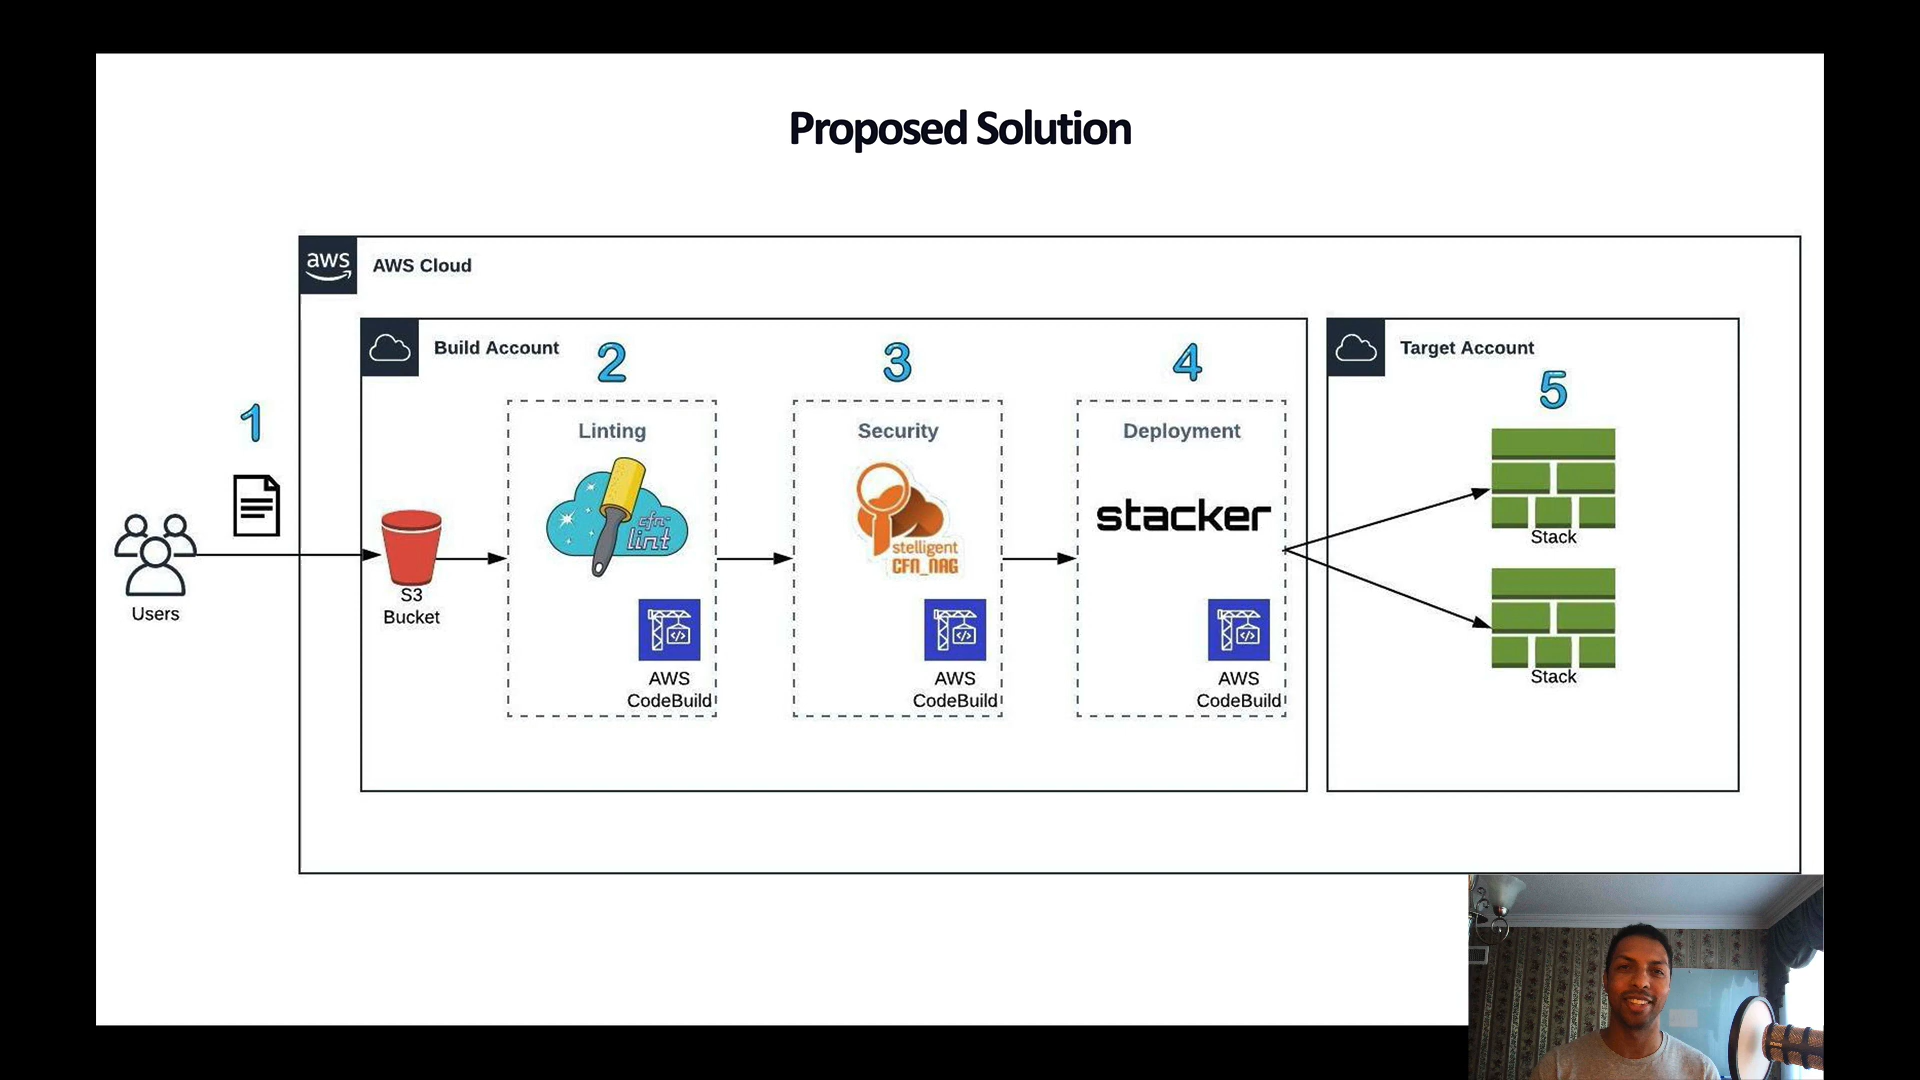 Proposed Solution
aws
AWS Cloud
Build Account
Target Account
1
2
3
4
5
Linting
Security
Deployment
cfn-
lint
stelligent
CFN_NAG
stacker
Users
S3
Bucket
AWS
CodeBuild
AWS
CodeBuild
AWS
CodeBuild
Stack
Stack